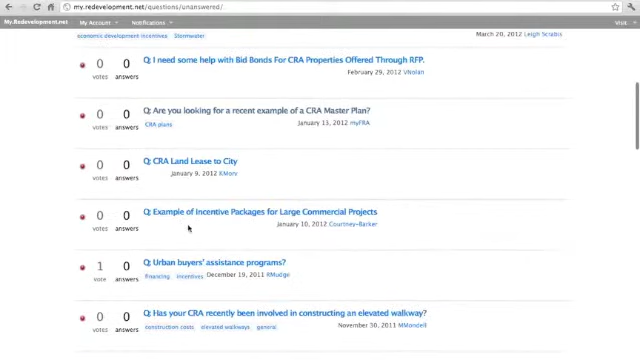 my.redevelopment.net/questions/unanswered/
My.Redevelopment.net My Account Notifications Visit
economic development incentives Stormwater March 20, 2012 Leigh Scrabis
0 votes 0 answers Q: I need some help with Bid Bonds For CRA Properties Offered Through RFP.
February 29, 2012 VNolan
0 votes 0 answers Q: Are you looking for a recent example of a CRA Master Plan?
CRA plans January 13, 2012 myFRA
0 votes 0 answers Q: CRA Land Lease to City
January 9, 2012 KMory
0 votes 0 answers Q: Example of Incentive Packages for Large Commercial Projects
January 10, 2012 Courtney-Barker
1 vote 0 answers Q: Urban buyers' assistance programs?
financing incentives December 19, 2011 RMudge
0 votes 0 answers Q: Has your CRA recently been involved in constructing an elevated walkway?
construction costs elevated walkways general November 30, 2011 MMondell